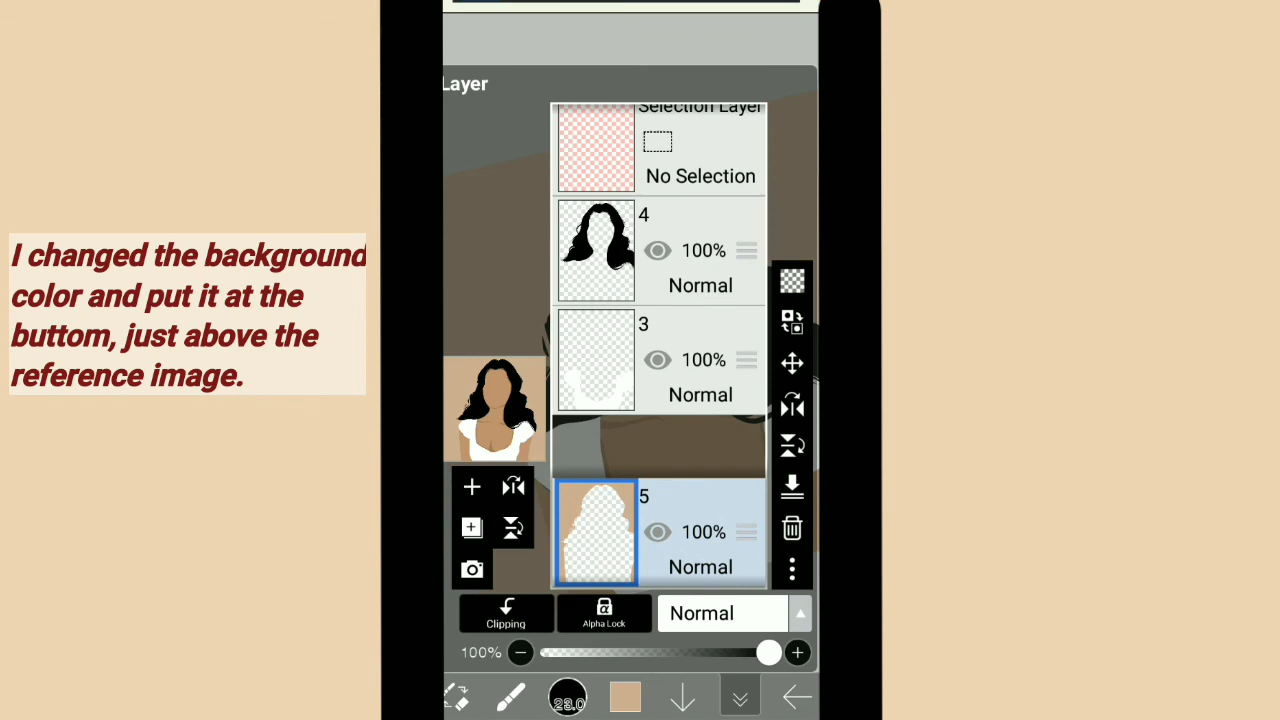 Layer
Selection Layer
No Selection
4
100%
Normal
3
100%
Normal
5
100%
Normal
I changed the background
color and put it at the
buttom, just above the
reference image.
Clipping
α
Alpha Lock
Normal
100%
23.0